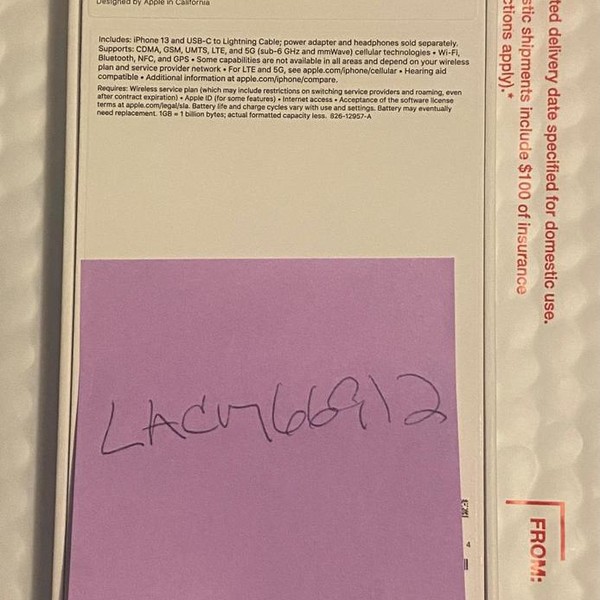 Designed by Apple in California
Includes: iPhone 13 and USB-C to Lightning Cable; power adapter and headphones sold separately.
Supports: CDMA, GSM, UMTS, LTE, and 5G (sub-6 GHz and mmWave) cellular technologies • Wi-Fi,
Bluetooth, NFC, and GPS • Some capabilities are not available in all areas and depend on your wireless
plan and service provider network • For LTE and 5G, see apple.com/iphone/cellular • Hearing aid
compatible • Additional information at apple.com/iphone/compare.
Requires: Wireless service plan (which may include restrictions on switching service providers and roaming, even
after contract expiration) • Apple ID (for some features) • Internet access • Acceptance of the software license
terms at apple.com/legal/sla. Battery life and charge cycles vary with use and settings. Battery may eventually
need replacement. 1GB = 1 billion bytes; actual formatted capacity less. 826-12957-A
4
ted delivery date specified for domestic use.
stic shipments include $100 of insurance
ctions apply).*
FROM: